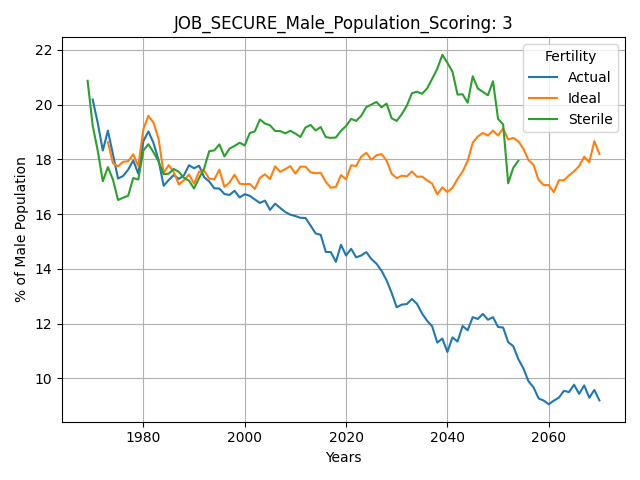 JOB_SECURE_Male_Population_Scoring: 3
Fertility
Actual
Ideal
Sterile
% of Male Population
22
20
18
16
14
12
10
1980
2000
2020
2040
2060
Years